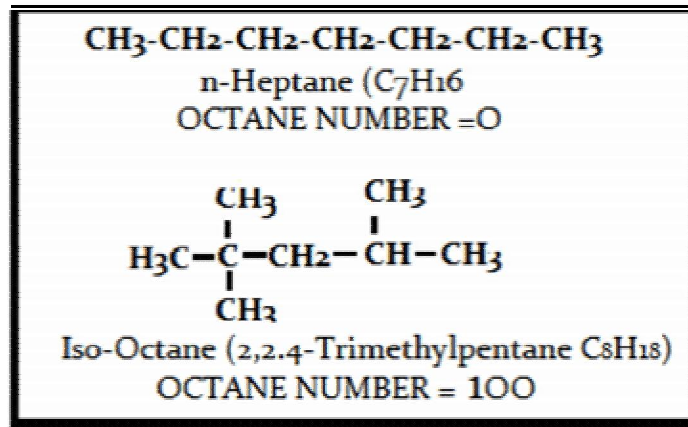 CH3-CH2-CH2-CH2-CH2-CH2-CH3
n-Heptane (C7H16
OCTANE NUMBER =O
CH3 CH3
H3C-C-CH2-CH-CH3
CH3
Iso-Octane (2,2.4-Trimethylpentane C8H18)
OCTANE NUMBER = 1OO